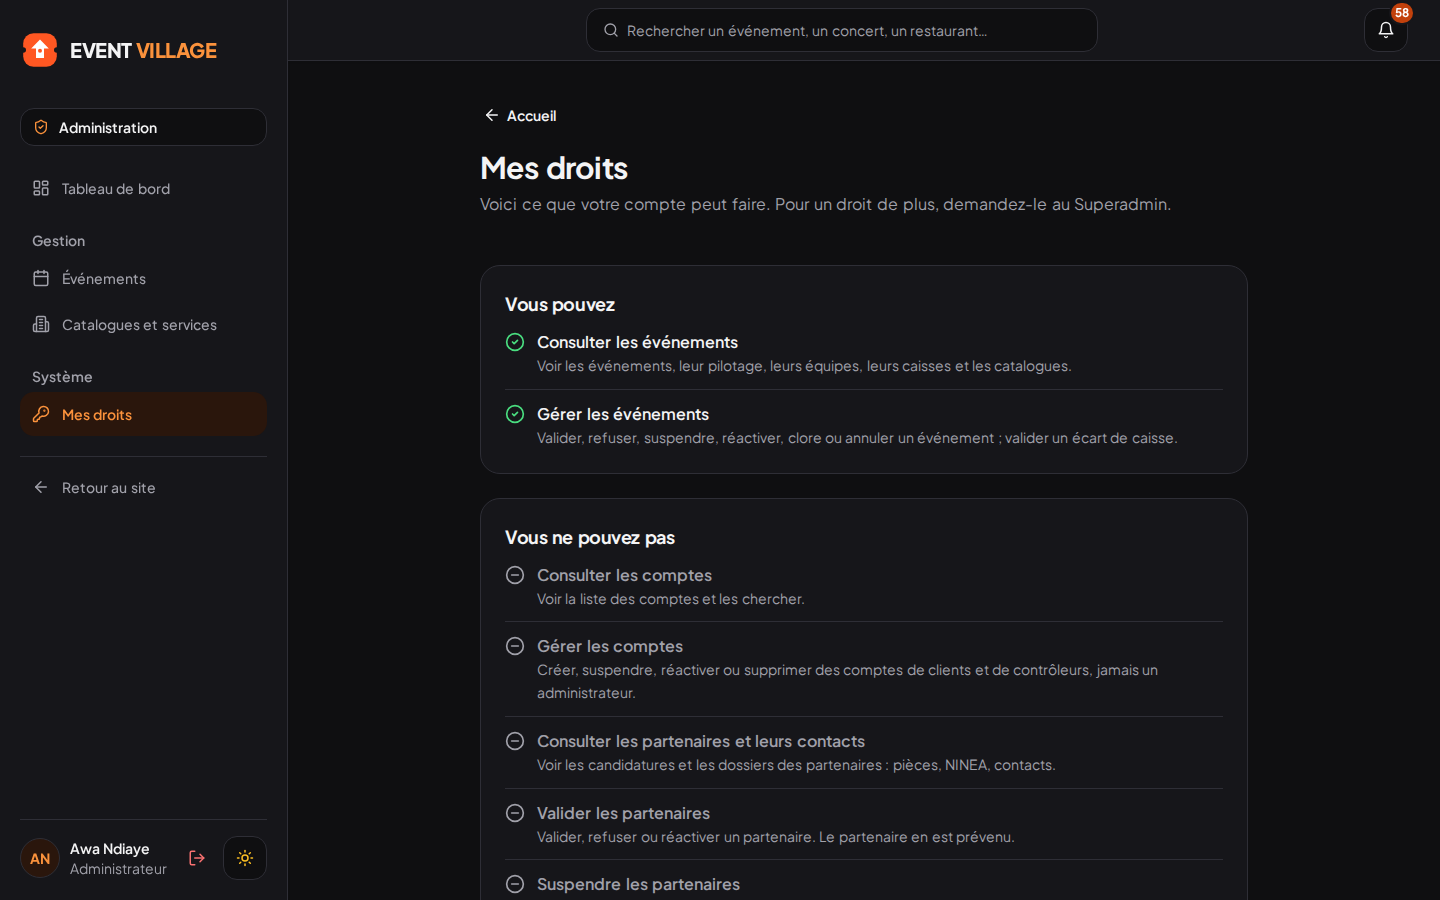 EVENT VILLAGE
Administration
Tableau de bord
Gestion
Événements
Catalogues et services
Système
Mes droits
Retour au site
AN
Awa Ndiaye
Administrateur
Rechercher un événement, un concert, un restaurant...
58
Accueil
Mes droits
Voici ce que votre compte peut faire. Pour un droit de plus, demandez-le au Superadmin.
Vous pouvez
Consulter les événements
Voir les événements, leur pilotage, leurs équipes, leurs caisses et les catalogues.
Gérer les événements
Valider, refuser, suspendre, réactiver, clore ou annuler un événement ; valider un écart de caisse.
Vous ne pouvez pas
Consulter les comptes
Voir la liste des comptes et les chercher.
Gérer les comptes
Créer, suspendre, réactiver ou supprimer des comptes de clients et de contrôleurs, jamais un
administrateur.
Consulter les partenaires et leurs contacts
Voir les candidatures et les dossiers des partenaires : pièces, NINEA, contacts.
Valider les partenaires
Valider, refuser ou réactiver un partenaire. Le partenaire en est prévenu.
Suspendre les partenaires